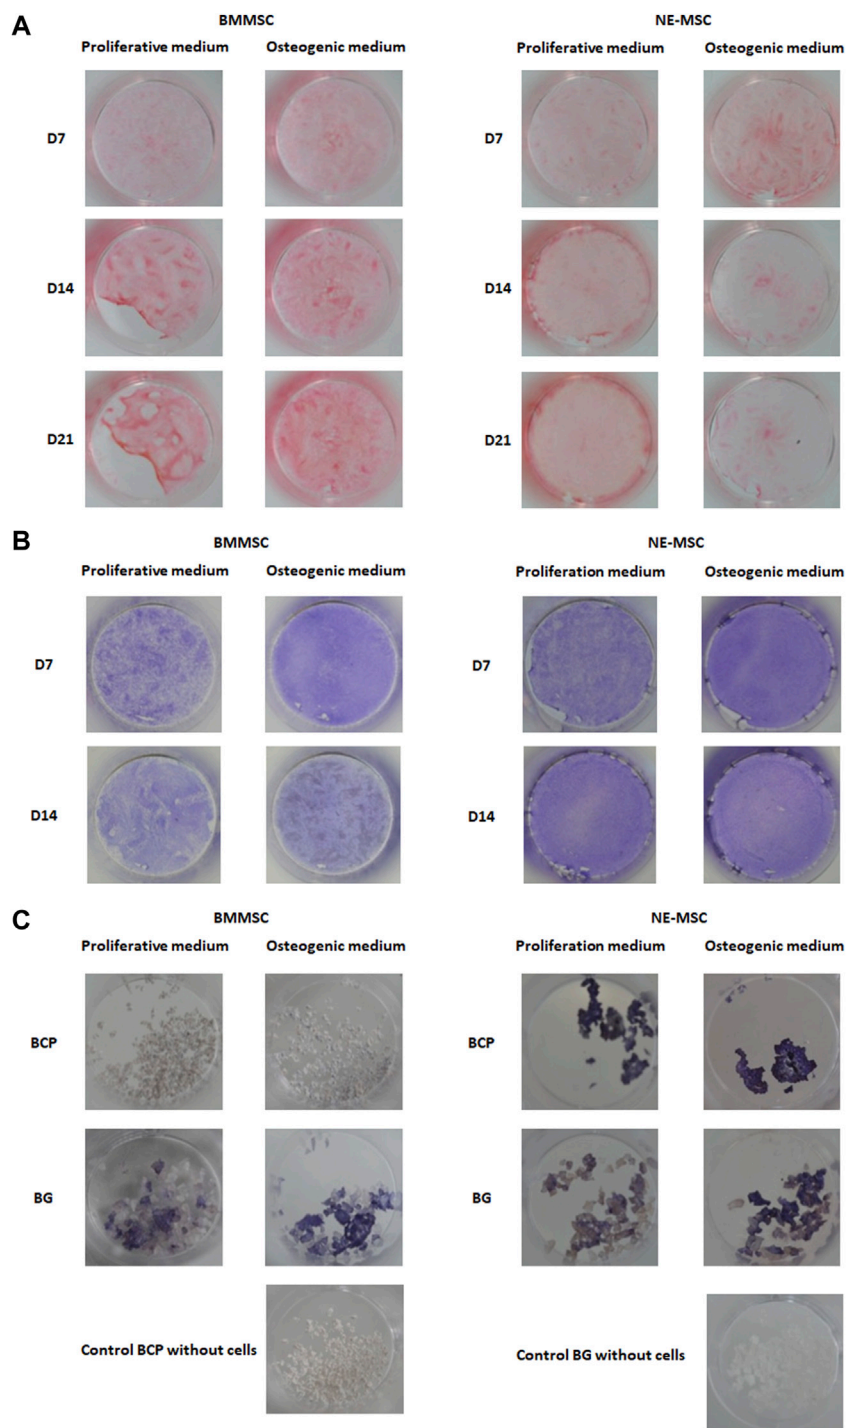 A
BMMSC
NE-MSC
Proliferative medium
Osteogenic medium
Proliferative medium
Osteogenic medium
D7
D7
D14
D14
D21
D21
B
BMMSC
NE-MSC
Proliferative medium
Osteogenic medium
Proliferation medium
Osteogenic medium
D7
D7
D14
D14
C
BMMSC
NE-MSC
Proliferative medium
Osteogenic medium
Proliferation medium
Osteogenic medium
BCP
BCP
BG
BG
Control BCP without cells
Control BG without cells